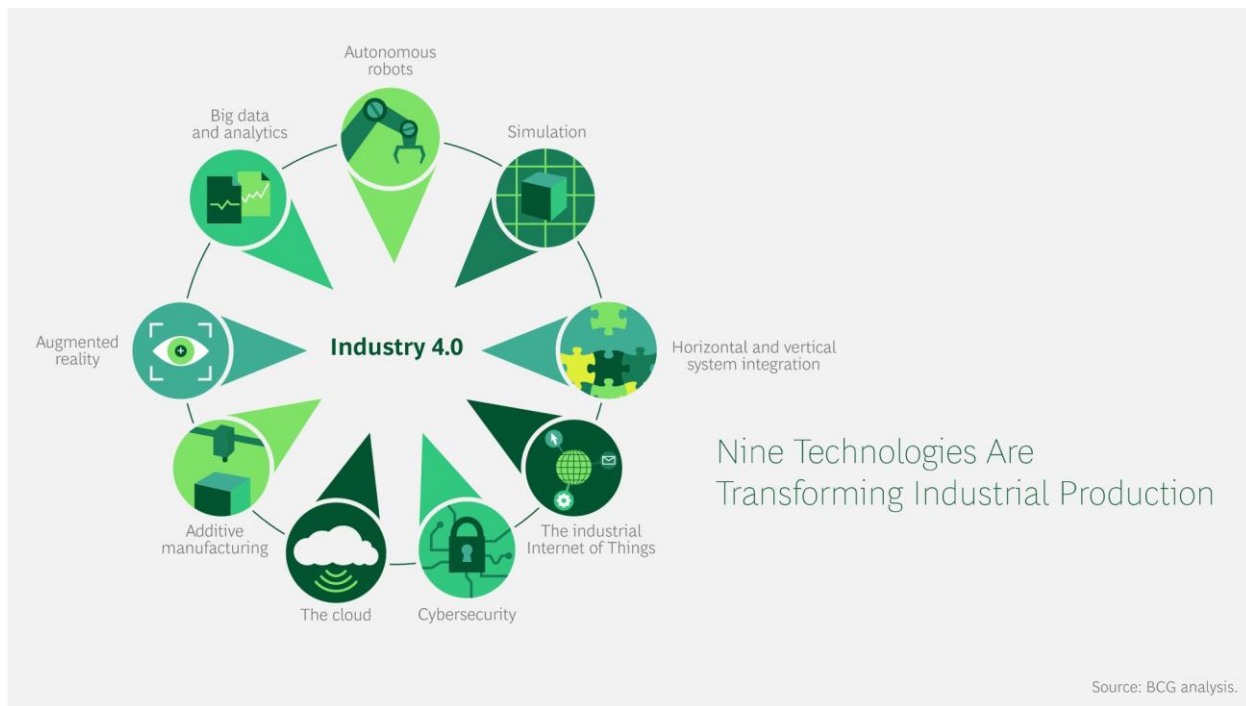 Autonomous
robots
Big data
and analytics
Simulation
Augmented
reality
Industry 4.0
Horizontal and vertical
system integration
Nine Technologies Are
Transforming Industrial Production
Additive
manufacturing
The industrial
Internet of Things
The cloud
Cybersecurity
Source: BCG analysis.